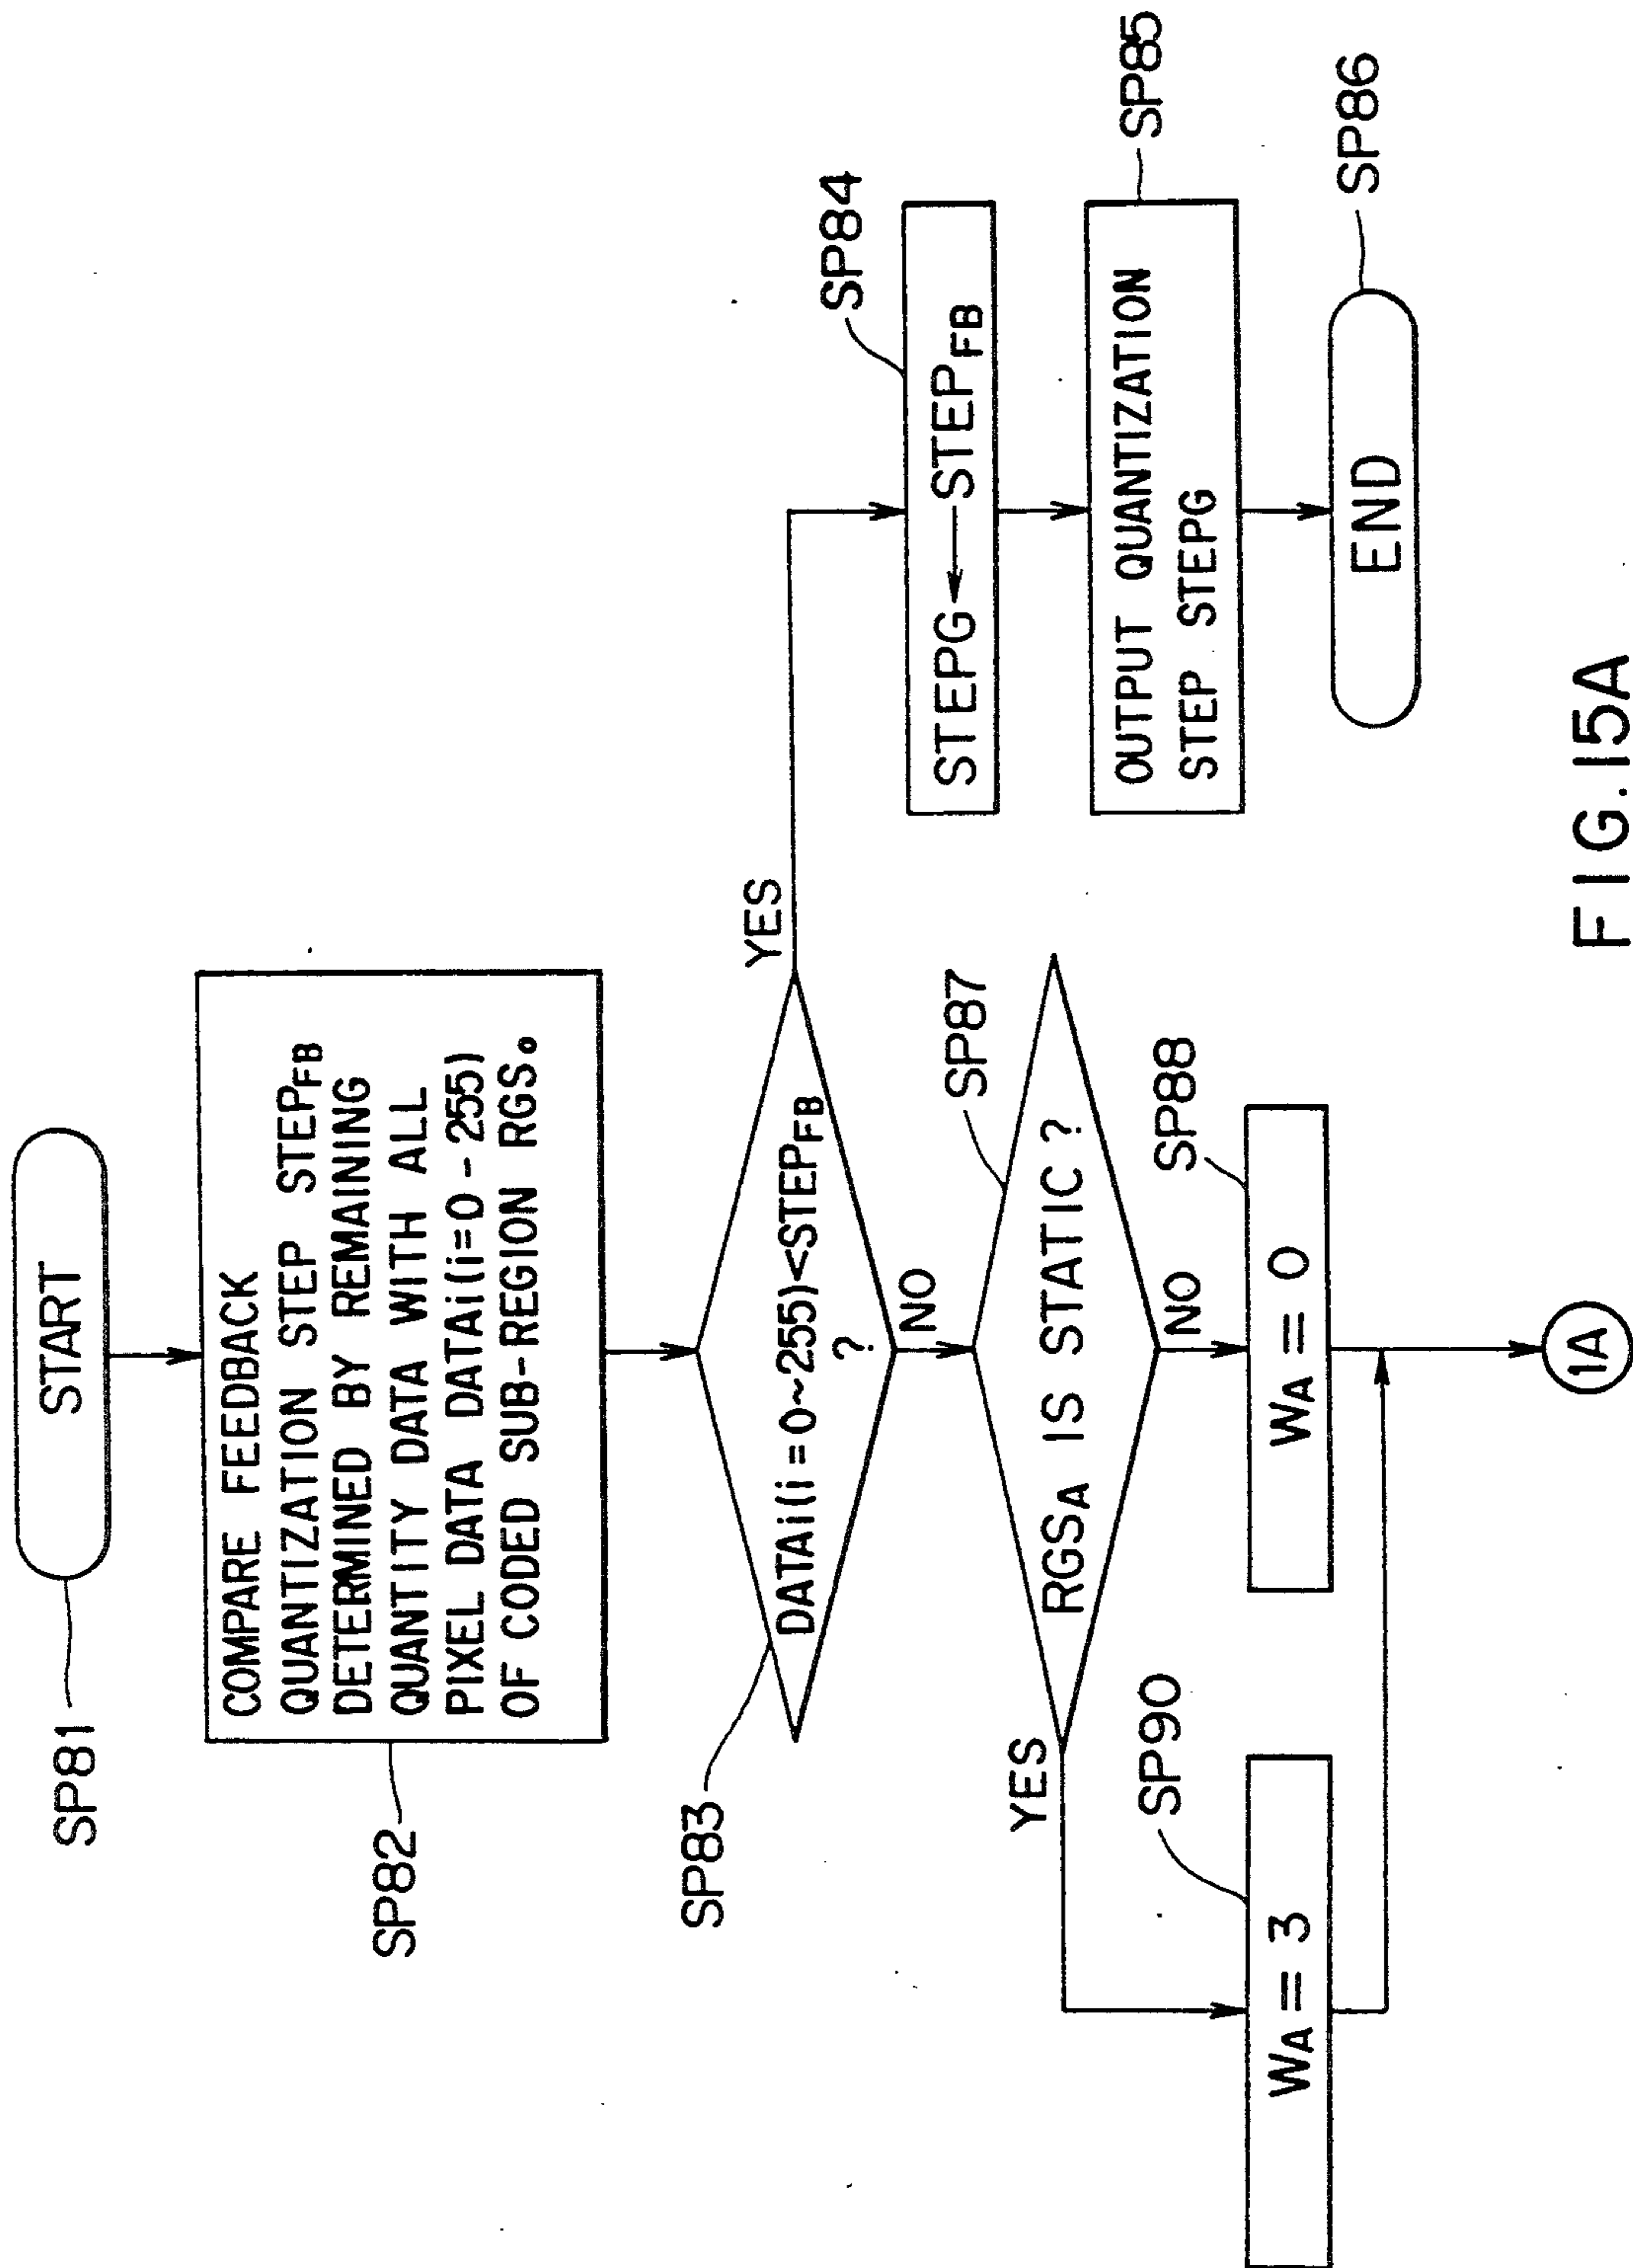 START
SP81
COMPARE FEEDBACK
QUANTIZATION STEP STEPFB
DETERMINED BY REMAINING
QUANTITY DATA WITH ALL
PIXEL DATA DATAi(i=0-255)
OF CODED SUB-REGION RGS.
SP82
DATAi(i=0~255)<STEPFB
?
SP83
YES
NO
STEPG←STEPFB
SP84
OUTPUT QUANTIZATION
STEP STEPG
SP85
END
SP86
RGSA IS STATIC?
SP87
YES
NO
WA=3
SP90
WA=0
SP88
1A
FIG.15A